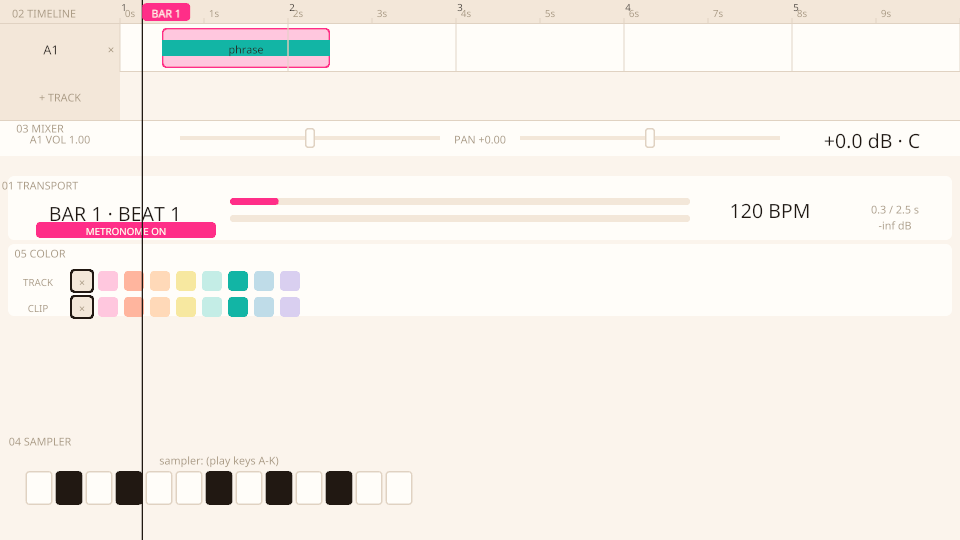 02 TIMELINE
1 2 3 4 5
BAR 1
0s 1s 2s 3s 5s 6s 7s 8s 9s
A1 ×
phrase
+ TRACK
03 MIXER
A1 VOL 1.00
PAN +0.00
+0.0 dB · C
01 TRANSPORT
BAR 1 · BEAT 1
METRONOME ON
120 BPM
0.3 / 2.5 s
-inf dB
05 COLOR
TRACK ×
CLIP ×
04 SAMPLER
sampler: (play keys A-K)